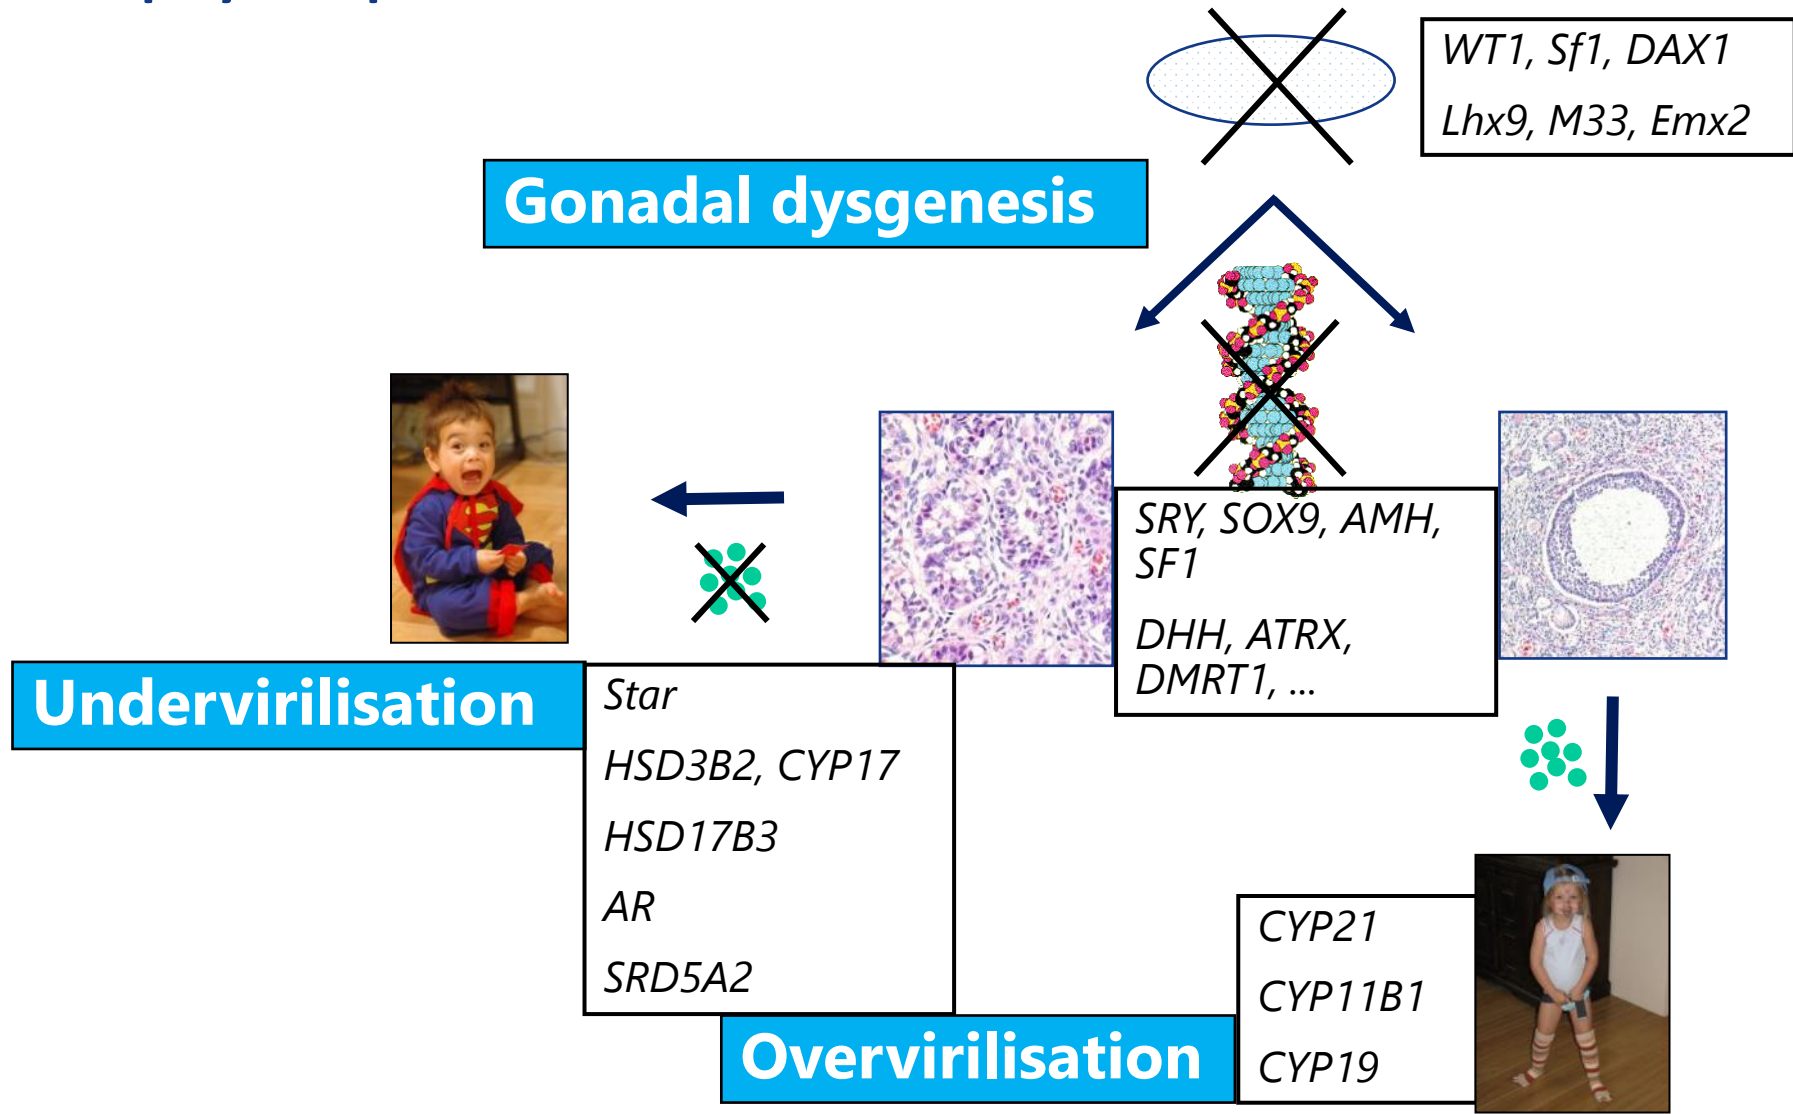 WT1, Sf1, DAX1
Lhx9, M33, Emx2
Gonadal dysgenesis
SRY, SOX9, AMH,
SF1
DHH, ATRX,
DMRT1, ...
Undervirilisation
Star
HSD3B2, CYP17
HSD17B3
AR
SRD5A2
Overvirilisation
CYP21
CYP11B1
CYP19